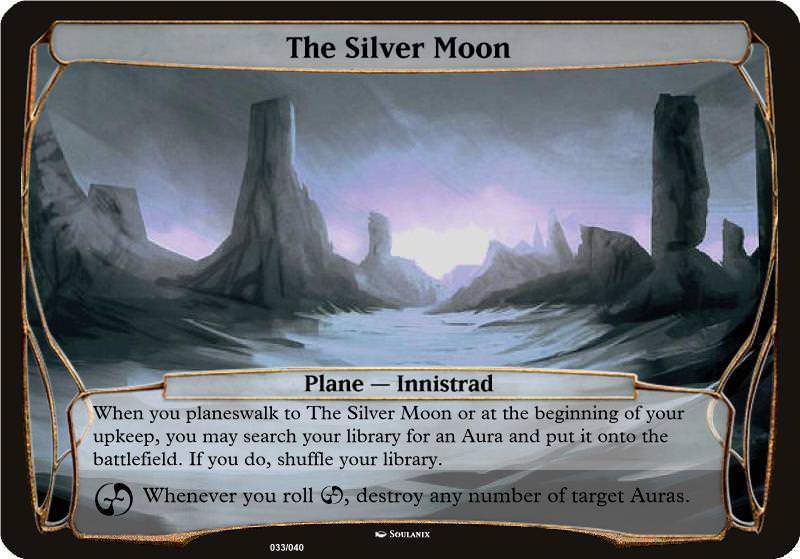 The Silver Moon
Plane — Innistrad
When you planeswalk to The Silver Moon or at the beginning of your
upkeep, you may search your library for an Aura and put it onto the
battlefield. If you do, shuffle your library.
Whenever you roll , destroy any number of target Auras.
Soulanix
033/040